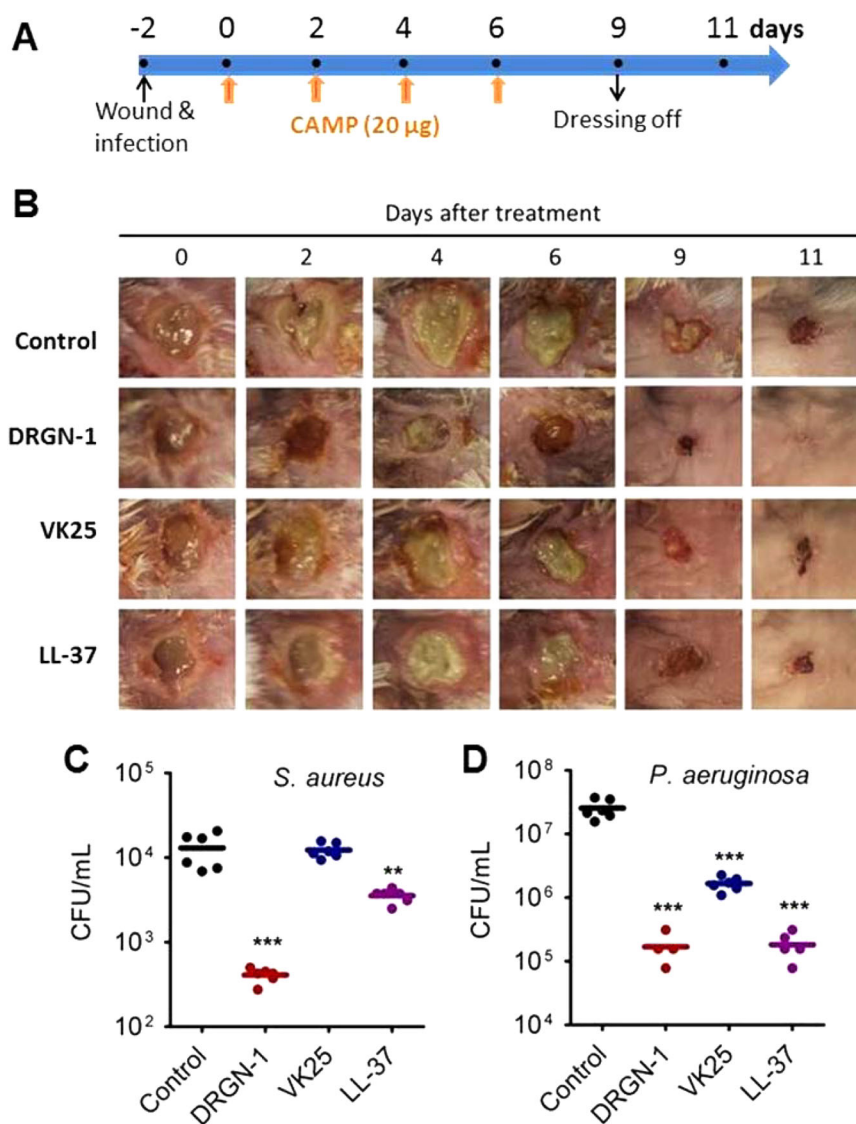 A
-2 0 2 4 6 9 11 days
Wound &
infection
CAMP (20 µg)
Dressing off
B
Days after treatment
0 2 4 6 9 11
Control
DRGN-1
VK25
LL-37
C
S. aureus
CFU/mL
10^5
10^4
10^3
10^2
***
**
Control
DRGN-1
VK25
LL-37
D
P. aeruginosa
CFU/mL
10^8
10^7
10^6
10^5
10^4
***
***
***
Control
DRGN-1
VK25
LL-37